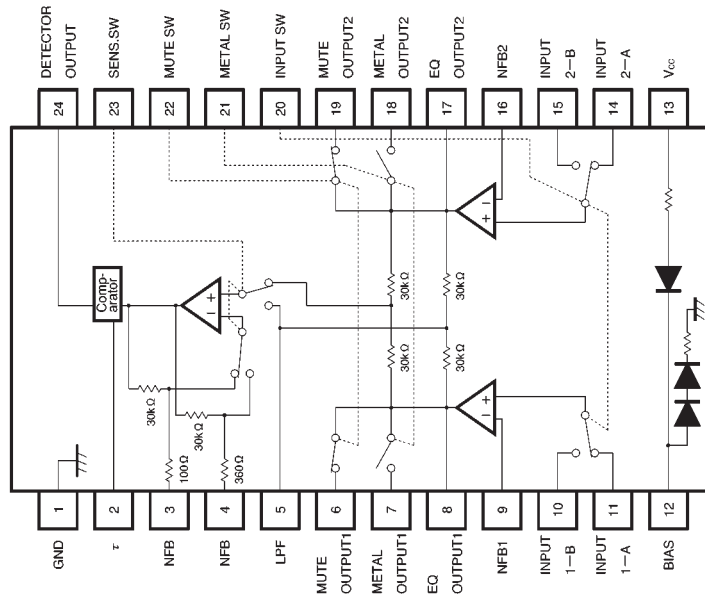 DETECTOR
OUTPUT
SENS.SW
MUTE SW
METAL SW
INPUT SW
MUTE
OUTPUT2
METAL
OUTPUT2
EQ
OUTPUT2
NFB2
INPUT
2－B
INPUT
2－A
Vcc
24
23
22
21
20
19
18
17
16
15
14
13
Comp-
arator
+
−
−
+
30kΩ
30kΩ
30kΩ
30kΩ
30kΩ
30kΩ
100Ω
360Ω
+
−
1
2
3
4
5
6
7
8
9
10
11
12
GND
τ
NFB
NFB
LPF
MUTE
OUTPUT1
METAL
OUTPUT1
EQ
OUTPUT1
NFB1
INPUT
1－B
INPUT
1－A
BIAS